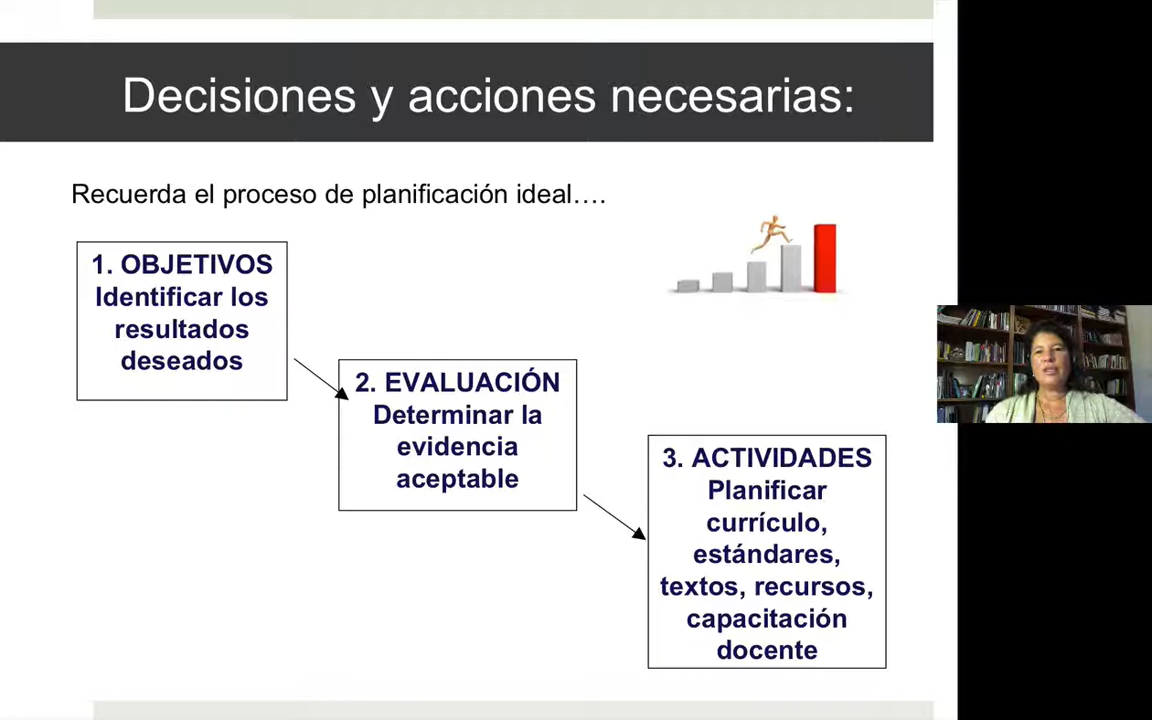 Decisiones y acciones necesarias:
Recuerda el proceso de planificación ideal….
1. OBJETIVOS
Identificar los
resultados
deseados
2. EVALUACIÓN
Determinar la
evidencia
aceptable
3. ACTIVIDADES
Planificar
currículo,
estándares,
textos, recursos,
capacitación
docente